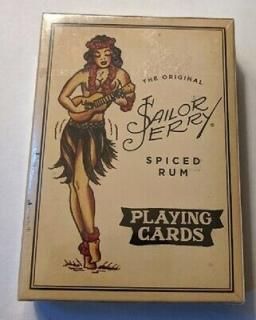 THE ORIGINAL
SAILOR
JERRY®
SPICED
RUM
PLAYING
CARDS